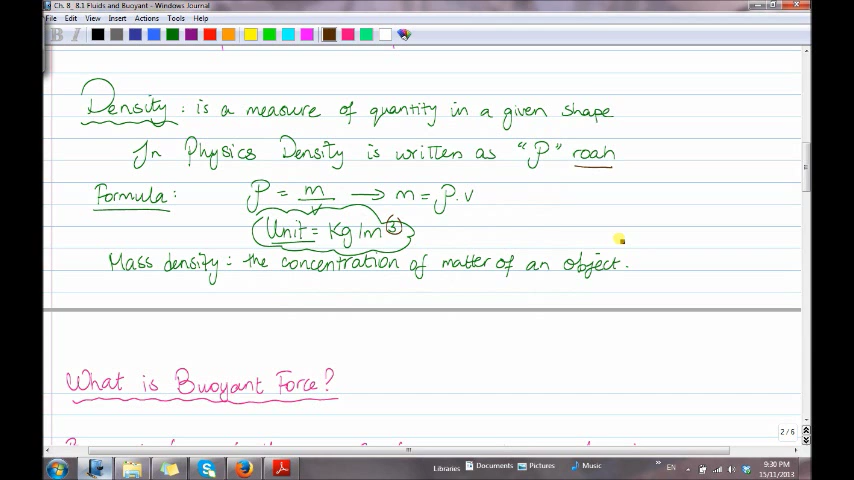 Ch. 8_ 8.1 Fluids and Buoyant - Windows Journal
File Edit View Insert Actions Tools Help
B I
Density : is a measure of quantity in a given shape
In Physics Density is written as "ρ" roah
Formula: ρ = m/v → m = ρ.v
Unit = Kg/m³
Mass density : the concentration of matter of an object.
What is Buoyant Force?
2 / 6
Libraries Documents Pictures Music » EN 9:30 PM
15/11/2013